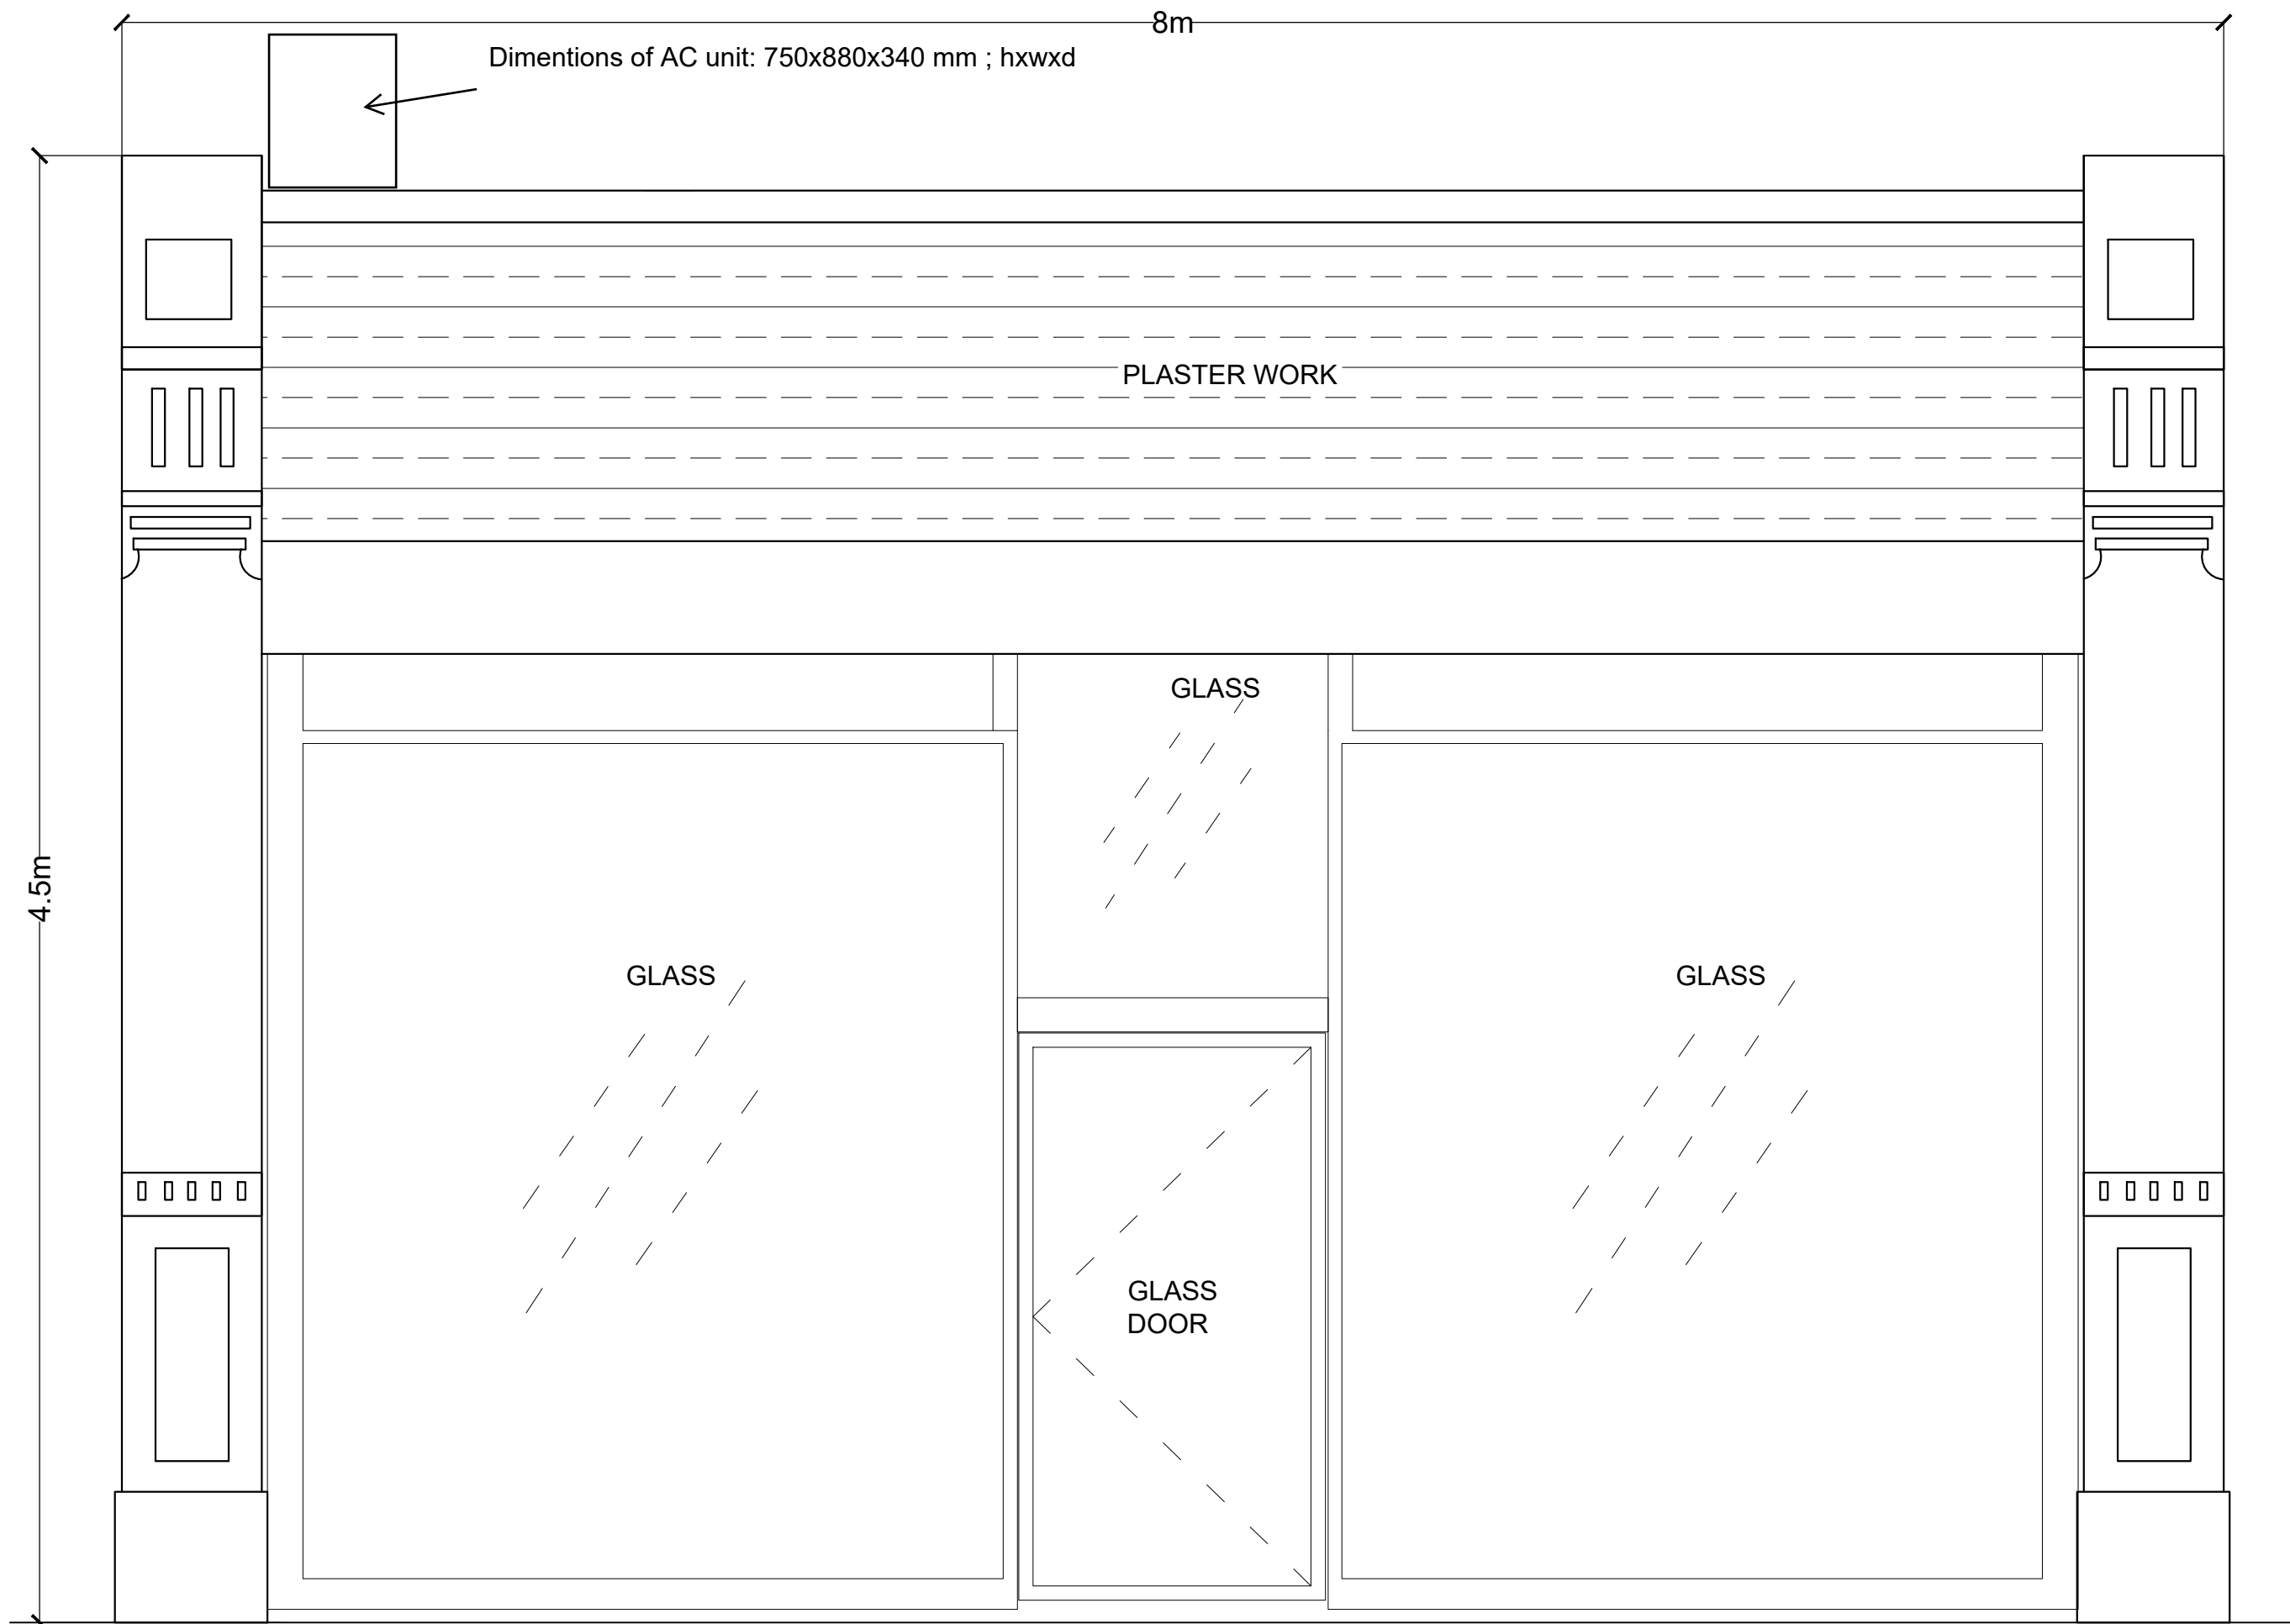 8m
Dimentions of AC unit: 750x880x340 mm ; hxwxd
PLASTER WORK
GLASS
4.5m
GLASS
GLASS
GLASS
DOOR